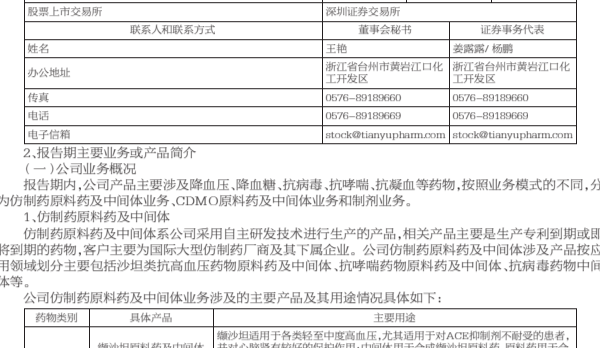 股票上市交易所 深圳证券交易所
联系人和联系方式 董事会秘书 证券事务代表
姓名 王艳 姜露露/ 杨鹏
办公地址 浙江省台州市黄岩江口化工开发区 浙江省台州市黄岩江口化工开发区
传真 0576-89189660 0576-89189660
电话 0576-89189669 0576-89189669
电子信箱 stock@tianyupharm.com stock@tianyupharm.com
2、报告期主要业务或产品简介
（一）公司业务概况
报告期内，公司产品主要涉及降血压、降血糖、抗病毒、抗哮喘、抗凝血等药物，按照业务模式的不同，分
为仿制药原料药及中间体业务、CDMO原料药及中间体业务和制剂业务。
1、仿制药原料药及中间体
仿制药原料药及中间体系公司采用自主研发技术进行生产的产品，相关产品主要是生产专利到期或即
将到期的药物，客户主要为国际大型仿制药厂商及其下属企业。公司仿制药原料药及中间体涉及产品按应
用领域划分主要包括沙坦类抗高血压药物原料药及中间体、抗哮喘药物原料药及中间体、抗病毒药物中间
体等。
公司仿制药原料药及中间体业务涉及的主要产品及其用途情况具体如下：
药物类别 具体产品 主要用途
缬沙坦原料药及中间体 缬沙坦适用于各类轻至中度高血压，尤其适用于对ACE抑制剂不耐受的患者，